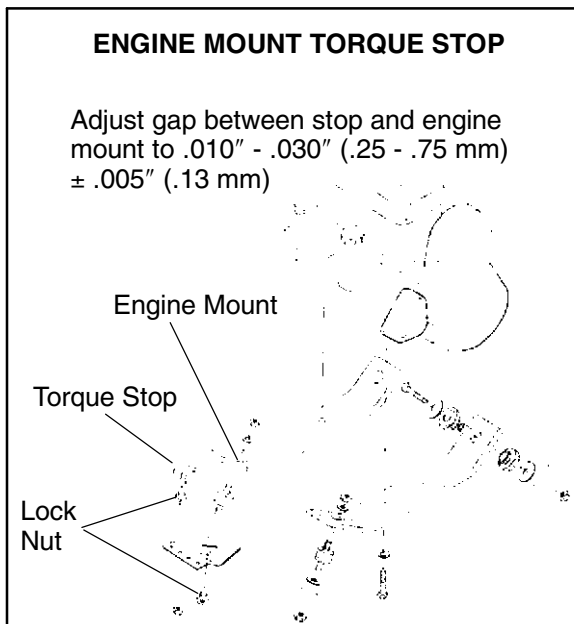 ENGINE MOUNT TORQUE STOP
Adjust gap between stop and engine
mount to .010″ - .030″ (.25 - .75 mm)
± .005″ (.13 mm)
Engine Mount
Torque Stop
Lock
Nut